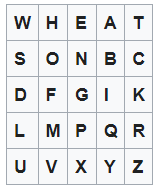 W H E A T
S O N B C
D F G I K
L M P Q R
U V X Y Z